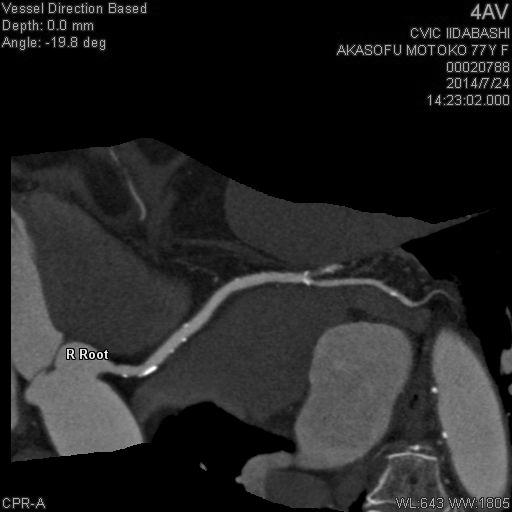 Vessel Direction Based
Depth: 0.0 mm
Angle: -19.8 deg
4AV
CVIC IIDABASHI
AKASOFU MOTOKO 77Y F
00020788
2014/7/24
14:23:02.000
R Root
CPR-A
WL:643 WW:1805